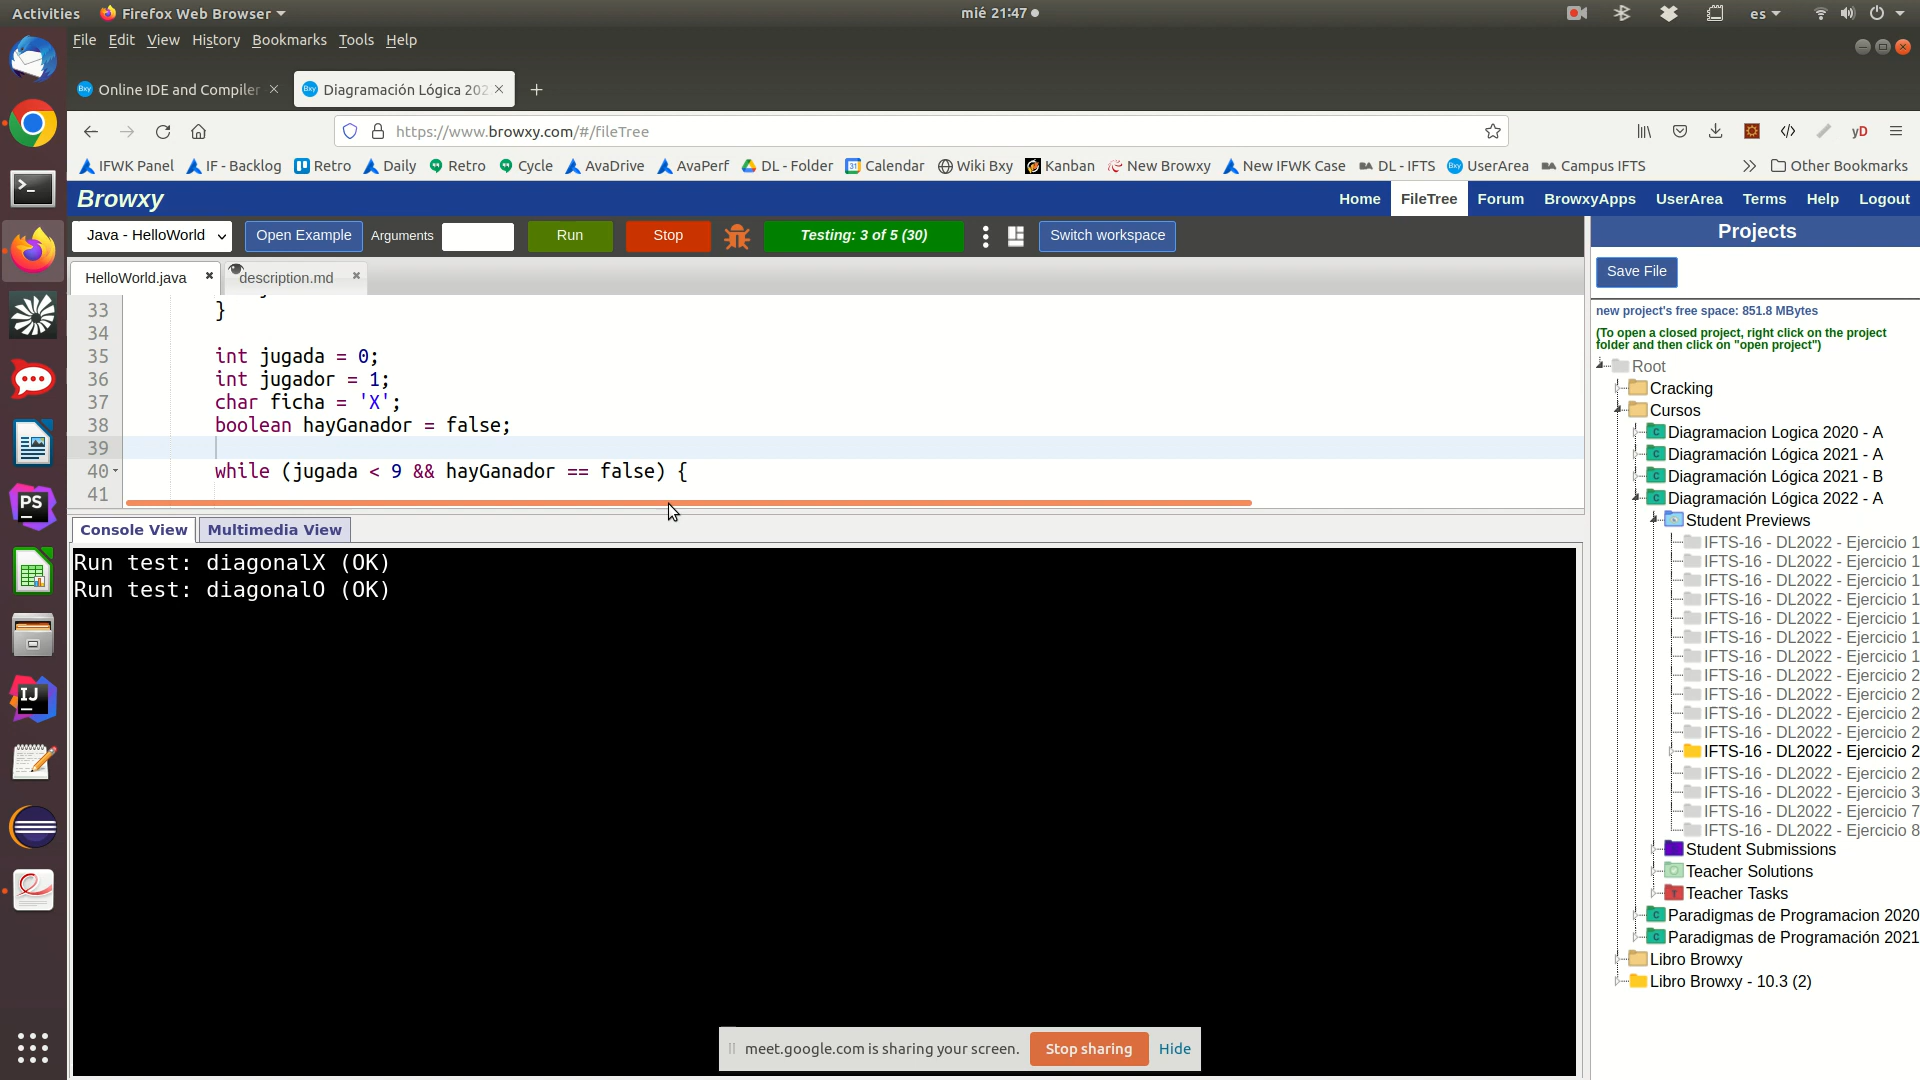 Activities Firefox Web Browser mié 21:47 es
File Edit View History Bookmarks Tools Help
Online IDE and Compiler Diagramación Lógica 202
https://www.browxy.com/#/fileTree yD
IFWK Panel IF - Backlog Retro Daily Retro Cycle AvaDrive AvaPerf DL - Folder Calendar Wiki Bxy Kanban New Browxy New IFWK Case DL - IFTS UserArea Campus IFTS Other Bookmarks
Browxy Home FileTree Forum BrowxyApps UserArea Terms Help Logout
Java - HelloWorld Open Example Arguments Run Stop Testing: 3 of 5 (30) Switch workspace
HelloWorld.java description.md
33 }
34
35 int jugada = 0;
36 int jugador = 1;
37 char ficha = 'X';
38 boolean hayGanador = false;
39
40 while (jugada < 9 && hayGanador == false) {
41
Console View Multimedia View
Run test: diagonalX (OK)
Run test: diagonalO (OK)
Projects
Save File
new project's free space: 851.8 MBytes
(To open a closed project, right click on the project
folder and then click on "open project")
Root
Cracking
Cursos
Diagramacion Logica 2020 - A
Diagramación Lógica 2021 - A
Diagramación Lógica 2021 - B
Diagramación Lógica 2022 - A
Student Previews
IFTS-16 - DL2022 - Ejercicio 1
IFTS-16 - DL2022 - Ejercicio 1
IFTS-16 - DL2022 - Ejercicio 1
IFTS-16 - DL2022 - Ejercicio 1
IFTS-16 - DL2022 - Ejercicio 1
IFTS-16 - DL2022 - Ejercicio 1
IFTS-16 - DL2022 - Ejercicio 1
IFTS-16 - DL2022 - Ejercicio 2
IFTS-16 - DL2022 - Ejercicio 2
IFTS-16 - DL2022 - Ejercicio 2
IFTS-16 - DL2022 - Ejercicio 2
IFTS-16 - DL2022 - Ejercicio 2
IFTS-16 - DL2022 - Ejercicio 2
IFTS-16 - DL2022 - Ejercicio 3
IFTS-16 - DL2022 - Ejercicio 7
IFTS-16 - DL2022 - Ejercicio 8
Student Submissions
Teacher Solutions
Teacher Tasks
Paradigmas de Programacion 2020
Paradigmas de Programación 2021
Libro Browxy
Libro Browxy - 10.3 (2)
meet.google.com is sharing your screen. Stop sharing Hide